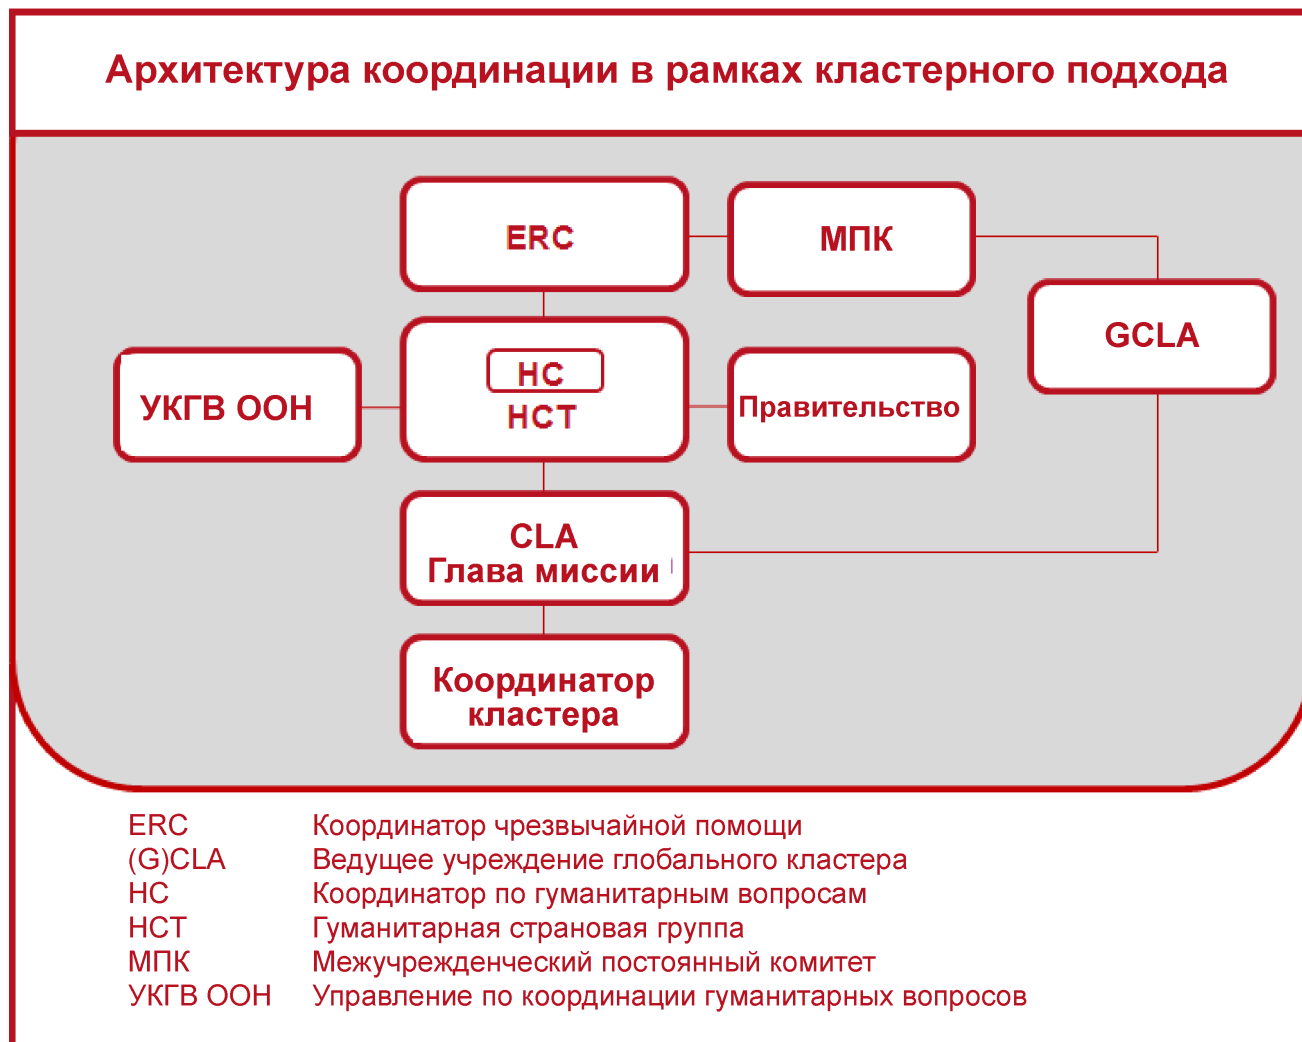 Архитектура координации в рамках кластерного подхода
ERC
МПК
GCLA
УКГВ ООН
HC
HCT
Правительство
CLA
Глава миссии
Координатор
кластера
ERC Координатор чрезвычайной помощи
(G)CLA Ведущее учреждение глобального кластера
HC Координатор по гуманитарным вопросам
HCT Гуманитарная страновая группа
МПК Межучрежденческий постоянный комитет
УКГВ ООН Управление по координации гуманитарных вопросов